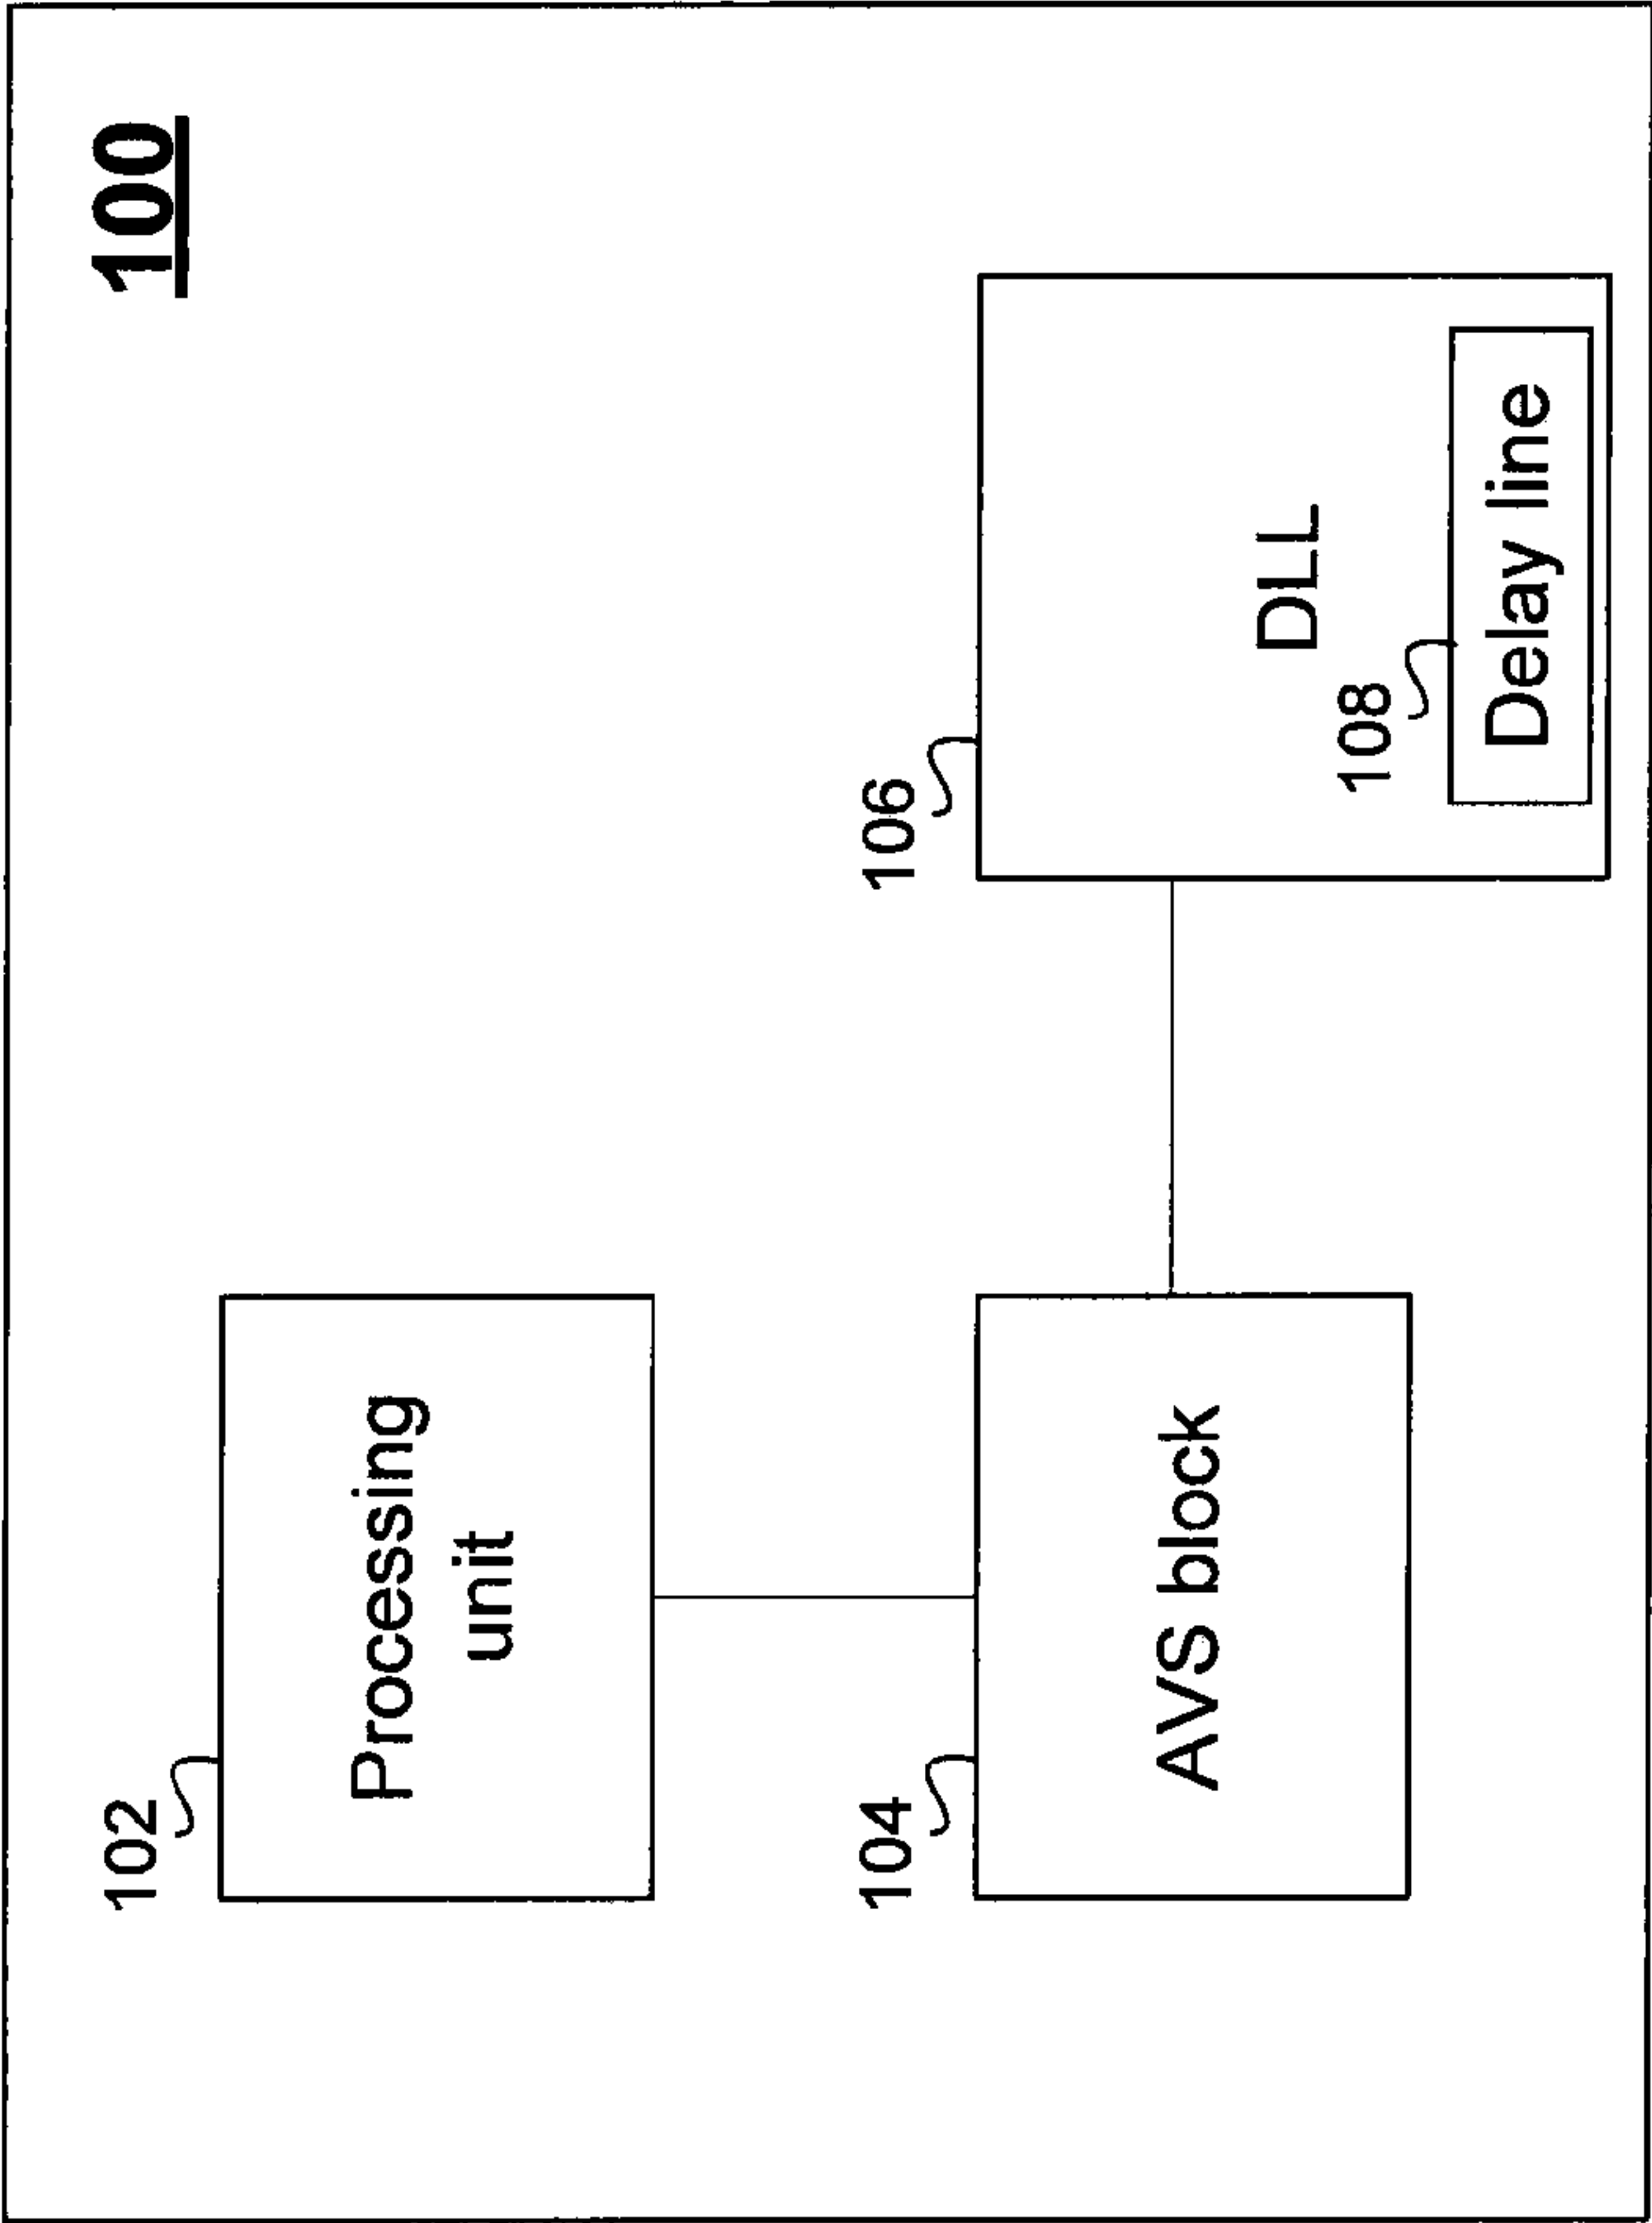 100
102
Processing
unit
104
AVS block
106
DLL
108
Delay line